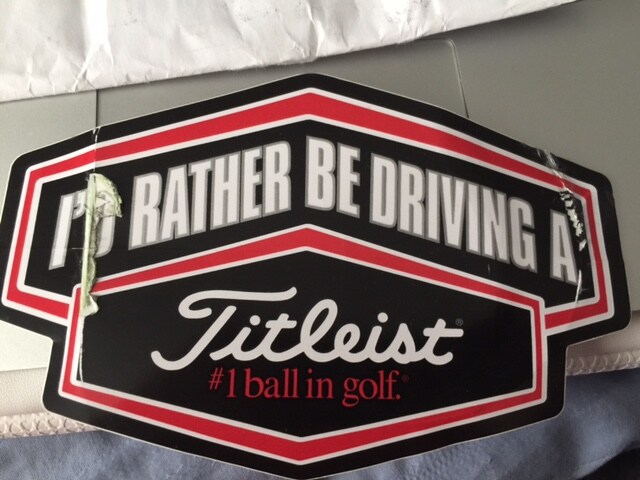 I'D RATHER BE DRIVING A
Titleist®
#1 ball in golf.®